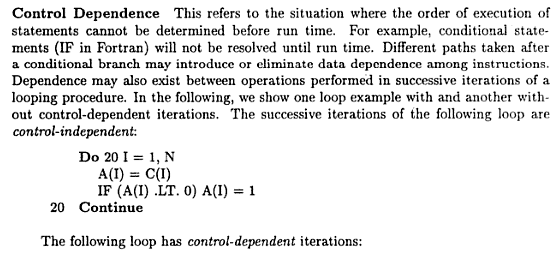 Control Dependence This refers to the situation where the order of execution of
statements cannot be determined before run time. For example, conditional state-
ments (IF in Fortran) will not be resolved until run time. Different paths taken after
a conditional branch may introduce or eliminate data dependence among instructions.
Dependence may also exist between operations performed in successive iterations of a
looping procedure. In the following, we show one loop example with and another with-
out control-dependent iterations. The successive iterations of the following loop are
control-independent:
Do 20 I = 1, N
A(I) = C(I)
IF (A(I) .LT. 0) A(I) = 1
20 Continue
The following loop has control-dependent iterations: